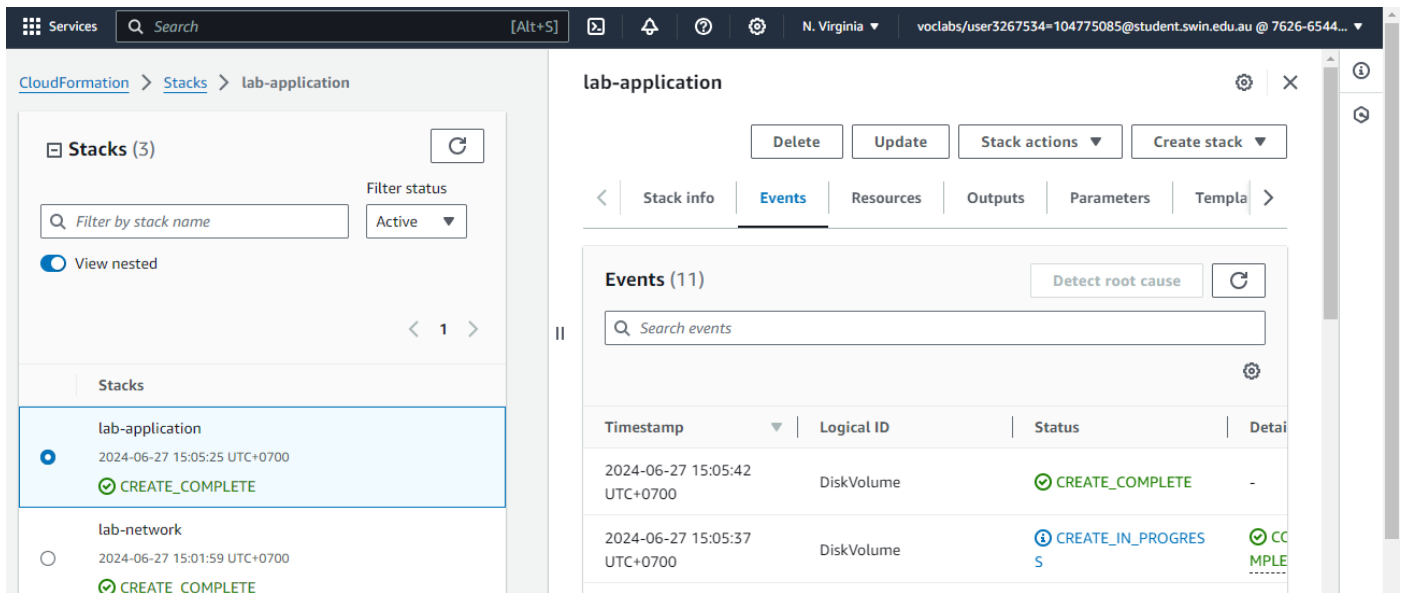 Services
Search
[Alt+S]
N. Virginia
voclabs/user3267534=104775085@student.swin.edu.au @ 7626-6544...
CloudFormation
Stacks
lab-application
Stacks (3)
Filter status
Filter by stack name
Active
View nested
1
Stacks
lab-application
2024-06-27 15:05:25 UTC+0700
CREATE_COMPLETE
lab-network
2024-06-27 15:01:59 UTC+0700
CREATE_COMPLETE
lab-application
Delete
Update
Stack actions
Create stack
Stack info
Events
Resources
Outputs
Parameters
Templa
Events (11)
Detect root cause
Search events
Timestamp
Logical ID
Status
Detai
2024-06-27 15:05:42
UTC+0700
DiskVolume
CREATE_COMPLETE
-
2024-06-27 15:05:37
UTC+0700
DiskVolume
CREATE_IN_PROGRES
S
CO
MPLE